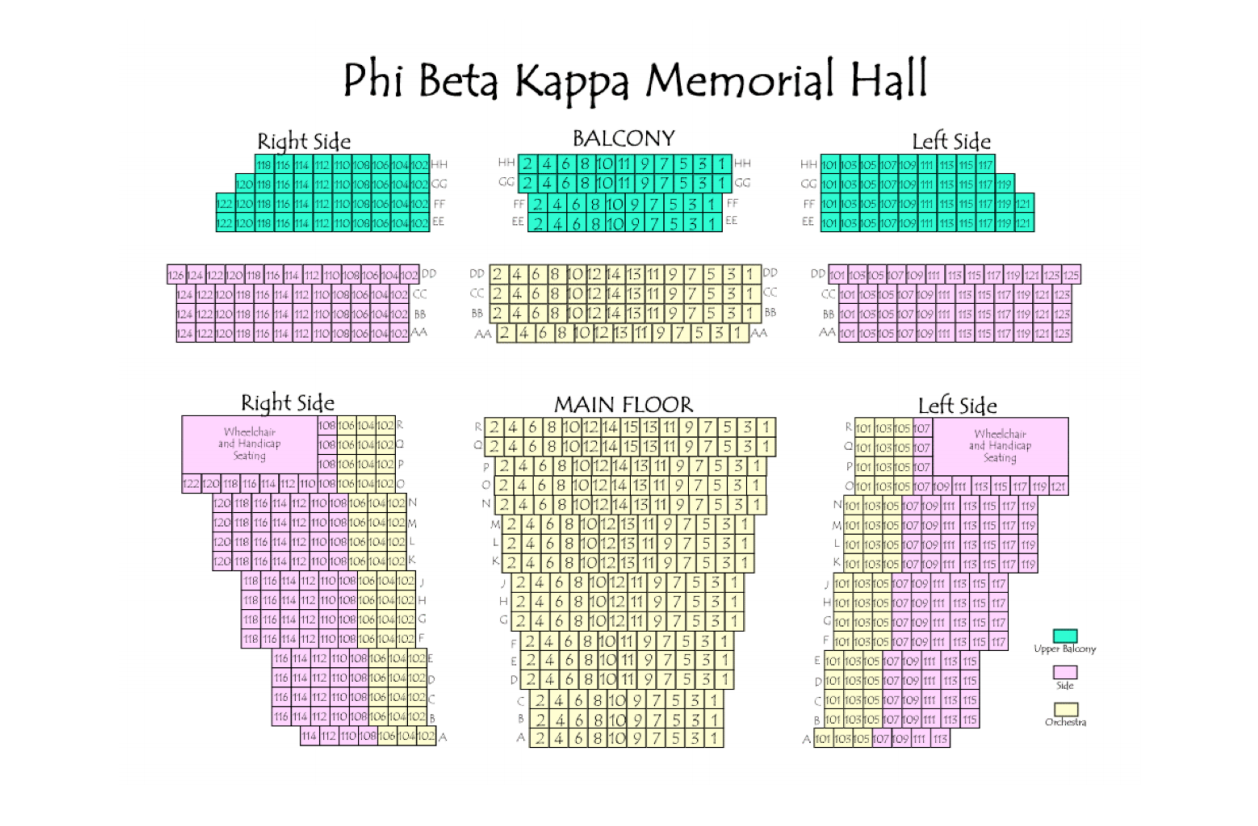 Phi Beta Kappa Memorial Hall
Right Side
118 116 114 112 110 108 106 104 102 HH
120 118 116 114 112 110 108 106 104 102 GG
122 120 118 116 114 112 110 108 106 104 102 FF
122 120 118 116 114 112 110 108 106 104 102 EE
126 124 122 120 118 116 114 112 110 108 106 104 102 DD
124 122 120 118 116 114 112 110 108 106 104 102 CC
124 122 120 118 116 114 112 110 108 106 104 102 BB
124 122 120 118 116 114 112 110 108 106 104 102 AA
BALCONY
HH 2 4 6 8 10 11 9 7 5 3 1 HH
GG 2 4 6 8 10 11 9 7 5 3 1 GG
FF 2 4 6 8 10 9 7 5 3 1 FF
EE 2 4 6 8 10 9 7 5 3 1 EE
DD 2 4 6 8 10 12 14 13 11 9 7 5 3 1 DD
CC 2 4 6 8 10 12 14 13 11 9 7 5 3 1 CC
BB 2 4 6 8 10 12 14 13 11 9 7 5 3 1 BB
AA 2 4 6 8 10 12 13 11 9 7 5 3 1 AA
Left Side
HH 101 103 105 107 109 111 113 115 117
GG 101 103 105 107 109 111 113 115 117 119
FF 101 103 105 107 109 111 113 115 117 119 121
EE 101 103 105 107 109 111 113 115 117 119 121
DD 101 103 105 107 109 111 113 115 117 119 121 123 125
CC 101 103 105 107 109 111 113 115 117 119 121 123
BB 101 103 105 107 109 111 113 115 117 119 121 123
AA 101 103 105 107 109 111 113 115 117 119 121 123
Right Side
Wheelchair
and Handicap
Seating
108 106 104 102 R
108 106 104 102 Q
108 106 104 102 P
122 120 118 116 114 112 110 108 106 104 102 O
120 118 116 114 112 110 108 106 104 102 N
120 118 116 114 112 110 108 106 104 102 M
120 118 116 114 112 110 108 106 104 102 L
120 118 116 114 112 110 108 106 104 102 K
118 116 114 112 110 108 106 104 102 J
118 116 114 112 110 108 106 104 102 H
118 116 114 112 110 108 106 104 102 G
118 116 114 112 110 108 106 104 102 F
116 114 112 110 108 106 104 102 E
116 114 112 110 108 106 104 102 D
116 114 112 110 108 106 104 102 C
116 114 112 110 108 106 104 102 B
114 112 110 108 106 104 102 A
MAIN FLOOR
R 2 4 6 8 10 12 14 15 13 11 9 7 5 3 1
Q 2 4 6 8 10 12 14 15 13 11 9 7 5 3 1
P 2 4 6 8 10 12 14 13 11 9 7 5 3 1
O 2 4 6 8 10 12 14 13 11 9 7 5 3 1
N 2 4 6 8 10 12 14 13 11 9 7 5 3 1
M 2 4 6 8 10 12 13 11 9 7 5 3 1
L 2 4 6 8 10 12 13 11 9 7 5 3 1
K 2 4 6 8 10 12 13 11 9 7 5 3 1
J 2 4 6 8 10 12 11 9 7 5 3 1
H 2 4 6 8 10 12 11 9 7 5 3 1
G 2 4 6 8 10 12 11 9 7 5 3 1
F 2 4 6 8 10 11 9 7 5 3 1
E 2 4 6 8 10 11 9 7 5 3 1
D 2 4 6 8 10 11 9 7 5 3 1
C 2 4 6 8 10 9 7 5 3 1
B 2 4 6 8 10 9 7 5 3 1
A 2 4 6 8 10 9 7 5 3 1
Left Side
R 101 103 105 107
Q 101 103 105 107
P 101 103 105 107
Wheelchair
and Handicap
Seating
O 101 103 105 107 109 111 113 115 117 119 121
N 101 103 105 107 109 111 113 115 117 119
M 101 103 105 107 109 111 113 115 117 119
L 101 103 105 107 109 111 113 115 117 119
K 101 103 105 107 109 111 113 115 117 119
J 101 103 105 107 109 111 113 115 117
H 101 103 105 107 109 111 113 115 117
G 101 103 105 107 109 111 113 115 117
F 101 103 105 107 109 111 113 115 117
E 101 103 105 107 109 111 113 115
D 101 103 105 107 109 111 113 115
C 101 103 105 107 109 111 113 115
B 101 103 105 107 109 111 113 115
A 101 103 105 107 109 111 113
Upper Balcony
Side
Orchestra